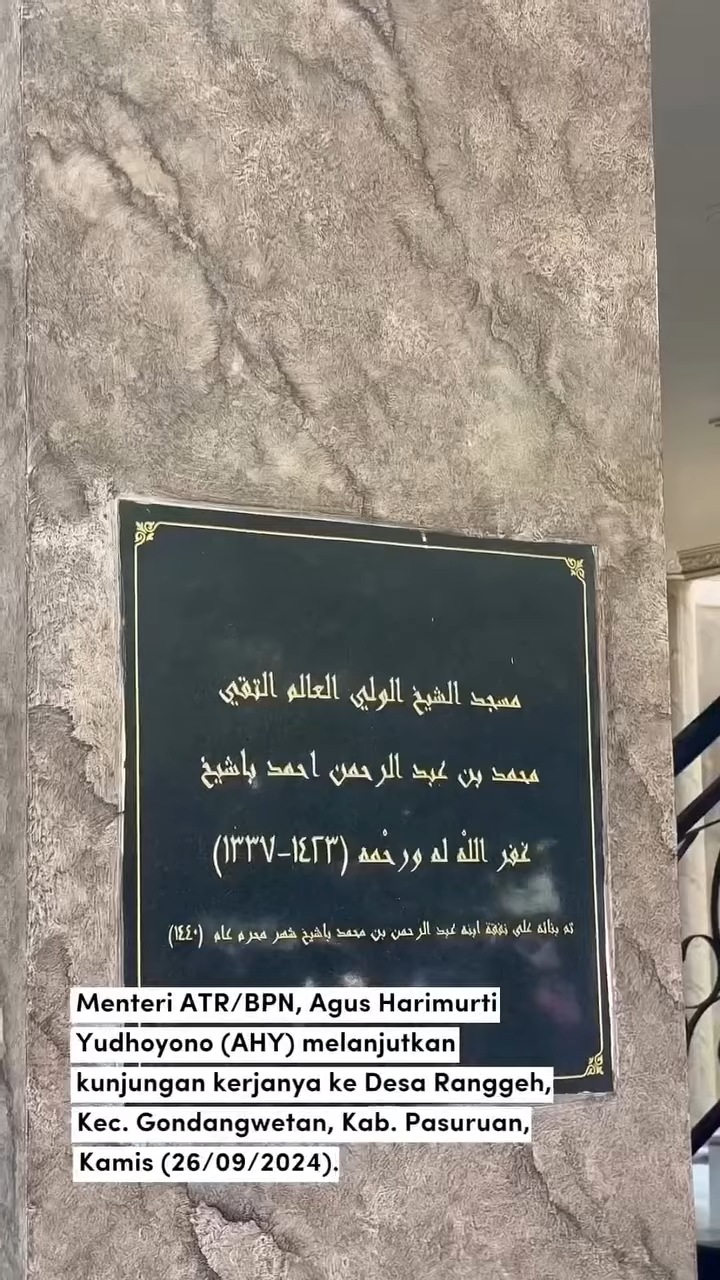 مسجد الشيخ الولي العالم التقي
محمد بن عبد الرحمن احمد باشيخ
غفر الله له ورحمه (١٣٣٧-١٤٢٣)
تم بنائه على نفقة ابنه عبد الرحمن بن محمد باشيخ شهر محرم عام (١٤٤٠)
Menteri ATR/BPN, Agus Harimurti
Yudhoyono (AHY) melanjutkan
kunjungan kerjanya ke Desa Ranggeh,
Kec. Gondangwetan, Kab. Pasuruan,
Kamis (26/09/2024).